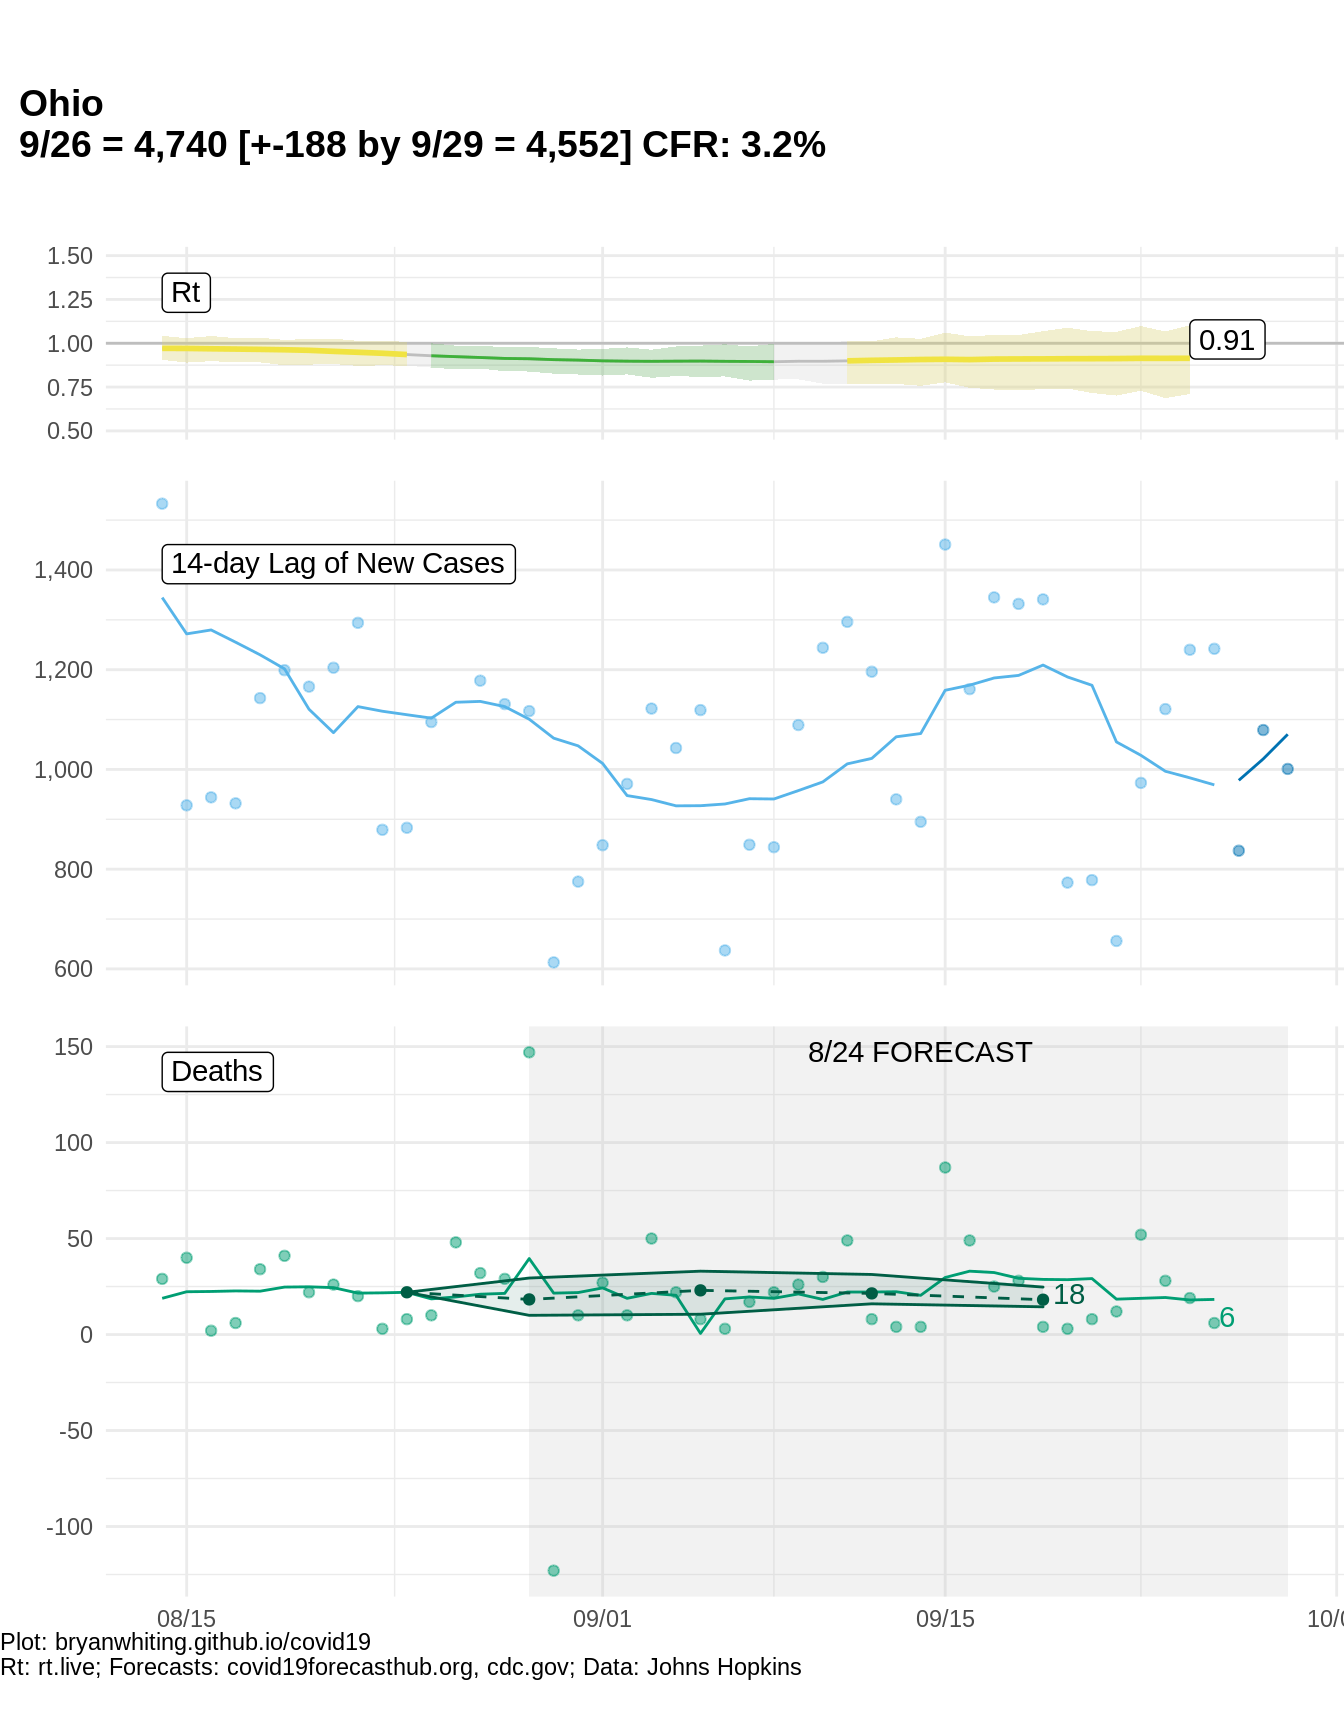 Ohio
9/26 = 4,740 [+-188 by 9/29 = 4,552] CFR: 3.2%
1.50
Rt
1.25
1.00
0.91
0.75
0.50
14-day Lag of New Cases
1,400
1,200
1,000
800
600
8/24 FORECAST
150
Deaths
100
50
18
6
0
-50
-100
08/15 09/01 09/15 10/0
Plot: bryanwhiting.github.io/covid19
Rt: rt.live; Forecasts: covid19forecasthub.org, cdc.gov; Data: Johns Hopkins